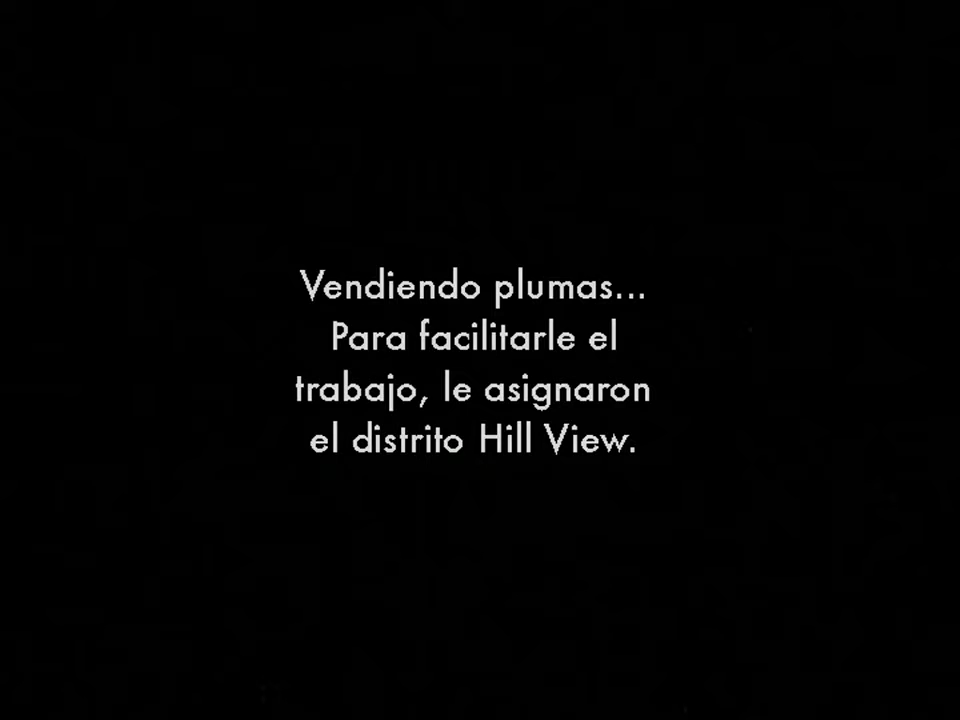 Vendiendo plumas...
Para facilitarle el
trabajo, le asignaron
el distrito Hill View.